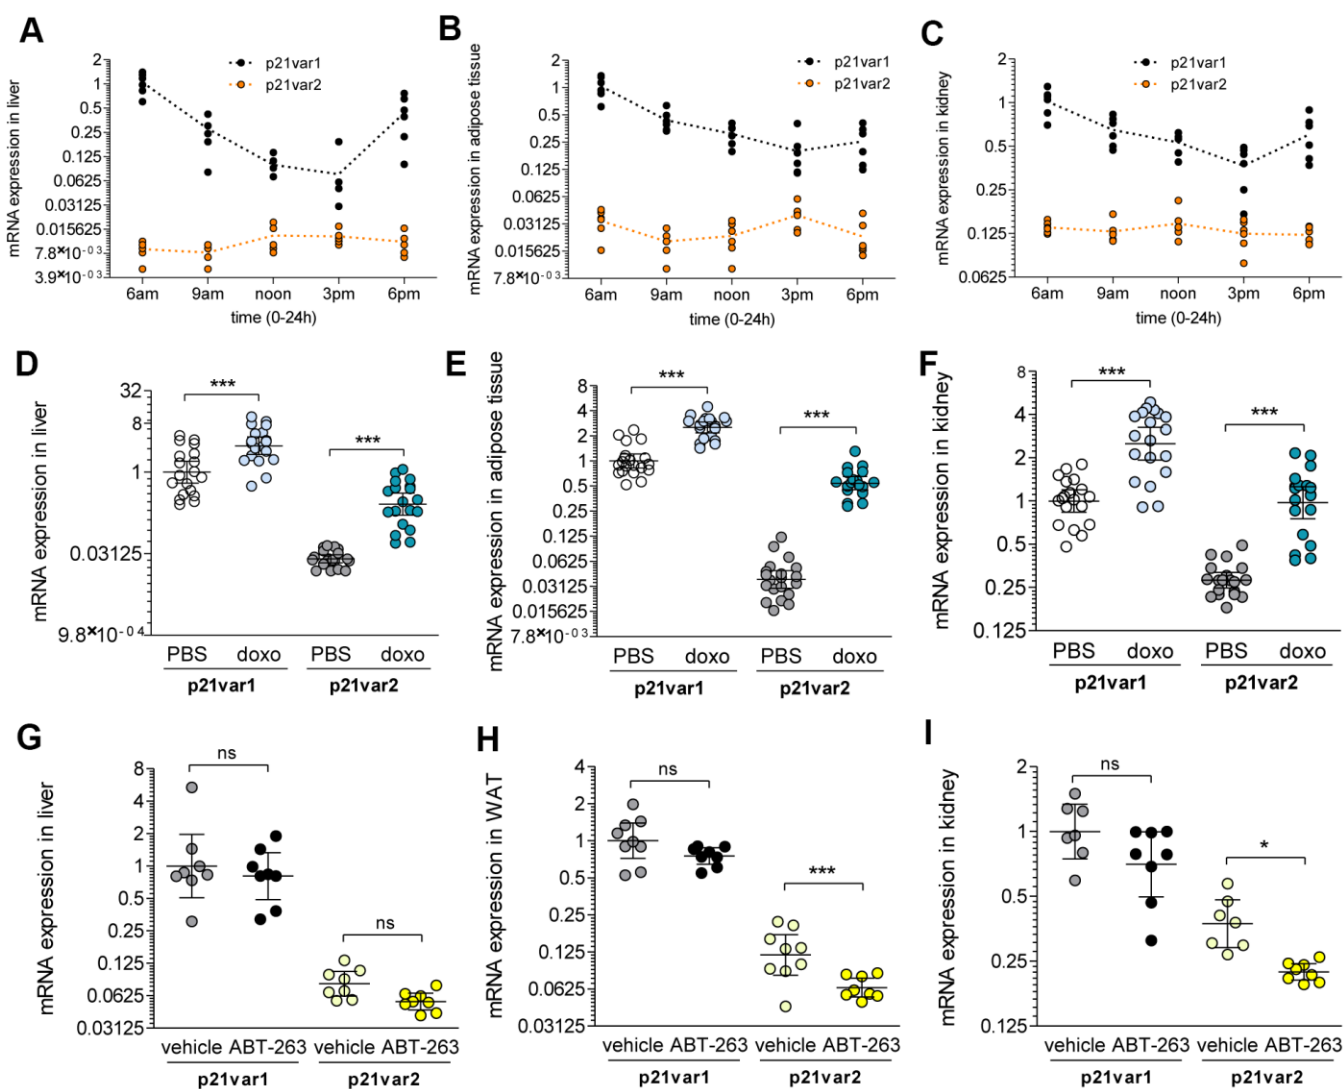 A
mRNA expression in liver
2
1
0.5
0.25
0.125
0.0625
0.03125
0.015625
7.8×10⁻⁰³
3.9×10⁻⁰³
p21var1
p21var2
6am 9am noon 3pm 6pm
time (0-24h)
B
mRNA expression in adipose tissue
2
1
0.5
0.25
0.125
0.0625
0.03125
0.015625
7.8×10⁻⁰³
p21var1
p21var2
6am 9am noon 3pm 6pm
time (0-24h)
C
mRNA expression in kidney
2
1
0.5
0.25
0.125
0.0625
p21var1
p21var2
6am 9am noon 3pm 6pm
time (0-24h)
D
mRNA expression in liver
32
8
1
0.03125
9.8×10⁻⁰⁴
***
***
PBS doxo PBS doxo
p21var1 p21var2
E
mRNA expression in adipose tissue
8
4
2
1
0.5
0.25
0.125
0.0625
0.03125
0.015625
7.8×10⁻⁰³
***
***
PBS doxo PBS doxo
p21var1 p21var2
F
mRNA expression in kidney
8
4
2
1
0.5
0.25
0.125
***
***
PBS doxo PBS doxo
p21var1 p21var2
G
mRNA expression in liver
8
4
2
1
0.5
0.25
0.125
0.0625
0.03125
ns
ns
vehicle ABT-263 vehicle ABT-263
p21var1 p21var2
H
mRNA expression in WAT
4
2
1
0.5
0.25
0.125
0.0625
0.03125
ns
***
vehicle ABT-263 vehicle ABT-263
p21var1 p21var2
I
mRNA expression in kidney
2
1
0.5
0.25
0.125
ns
*
vehicle ABT-263 vehicle ABT-263
p21var1 p21var2